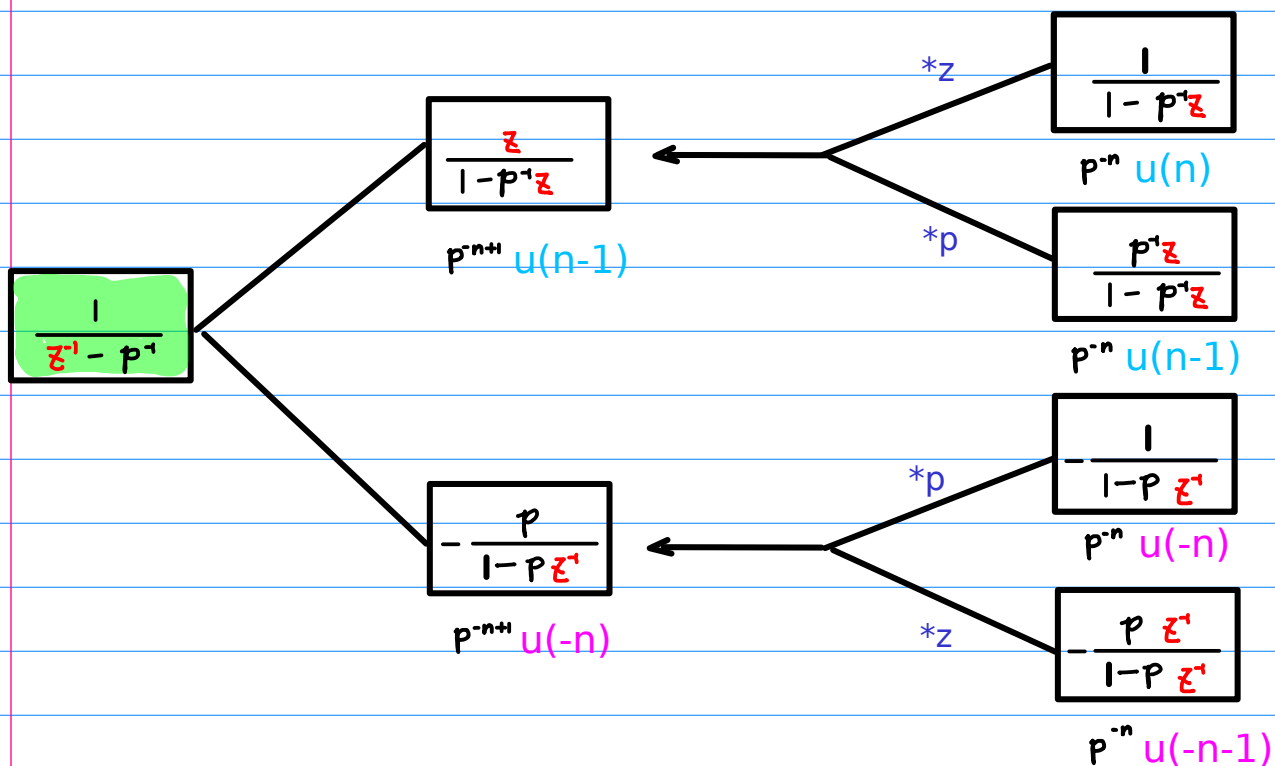 1 / (z⁻¹ − p⁻¹)
z / (1 − p⁻¹z)
p⁻ⁿ⁺¹ u(n-1)
− p / (1 − p z⁻¹)
p⁻ⁿ⁺¹ u(-n)
*z
1 / (1 − p⁻¹z)
p⁻ⁿ u(n)
*p
p⁻¹z / (1 − p⁻¹z)
p⁻ⁿ u(n-1)
*p
− 1 / (1 − p z⁻¹)
p⁻ⁿ u(-n)
*z
− p z⁻¹ / (1 − p z⁻¹)
p⁻ⁿ u(-n-1)